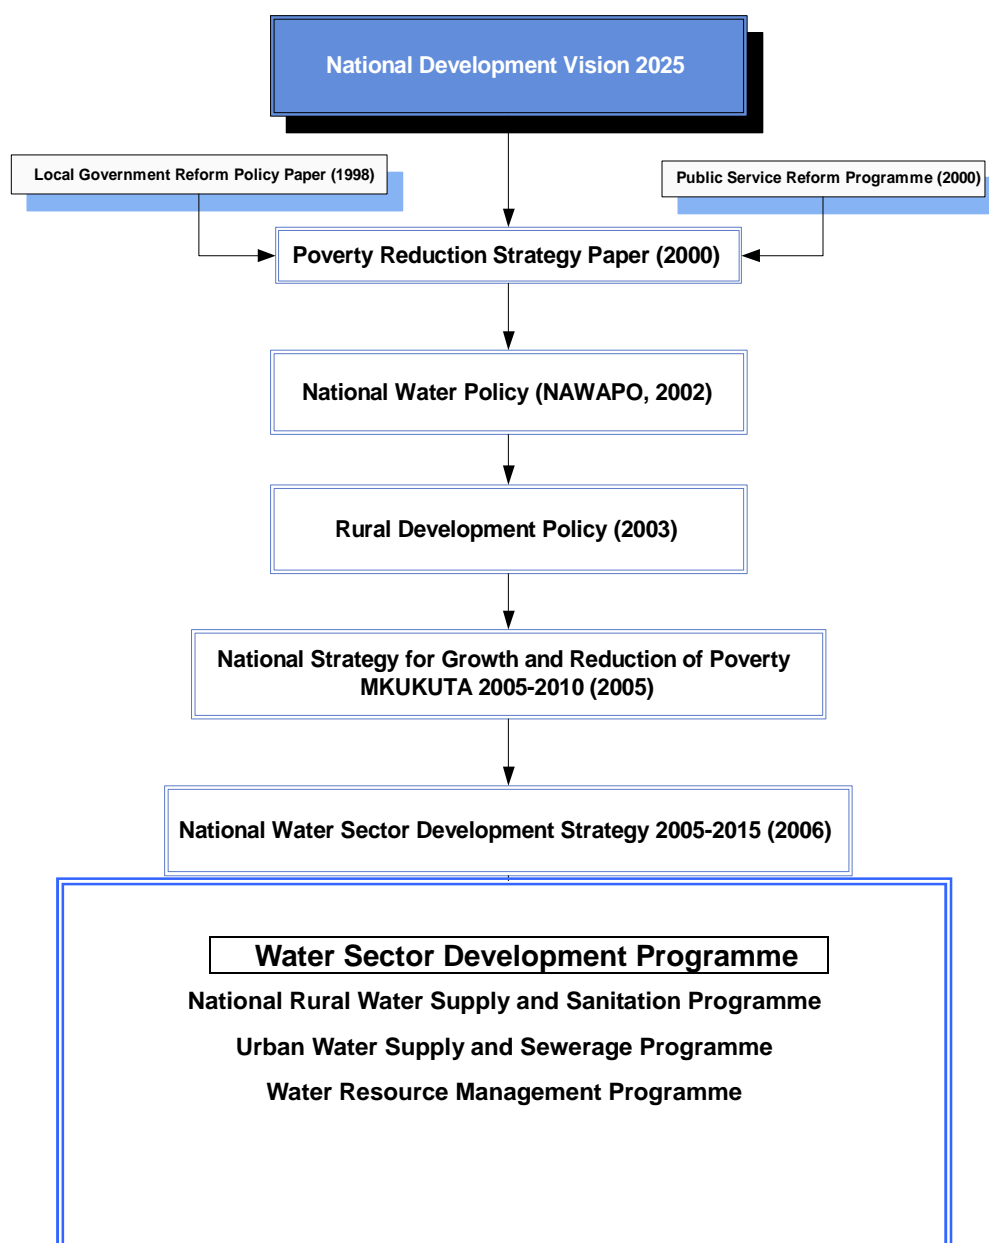 National Development Vision 2025
Local Government Reform Policy Paper (1998)
Public Service Reform Programme (2000)
Poverty Reduction Strategy Paper (2000)
National Water Policy (NAWAPO, 2002)
Rural Development Policy (2003)
National Strategy for Growth and Reduction of Poverty
MKUKUTA 2005-2010 (2005)
National Water Sector Development Strategy 2005-2015 (2006)
Water Sector Development Programme
National Rural Water Supply and Sanitation Programme
Urban Water Supply and Sewerage Programme
Water Resource Management Programme